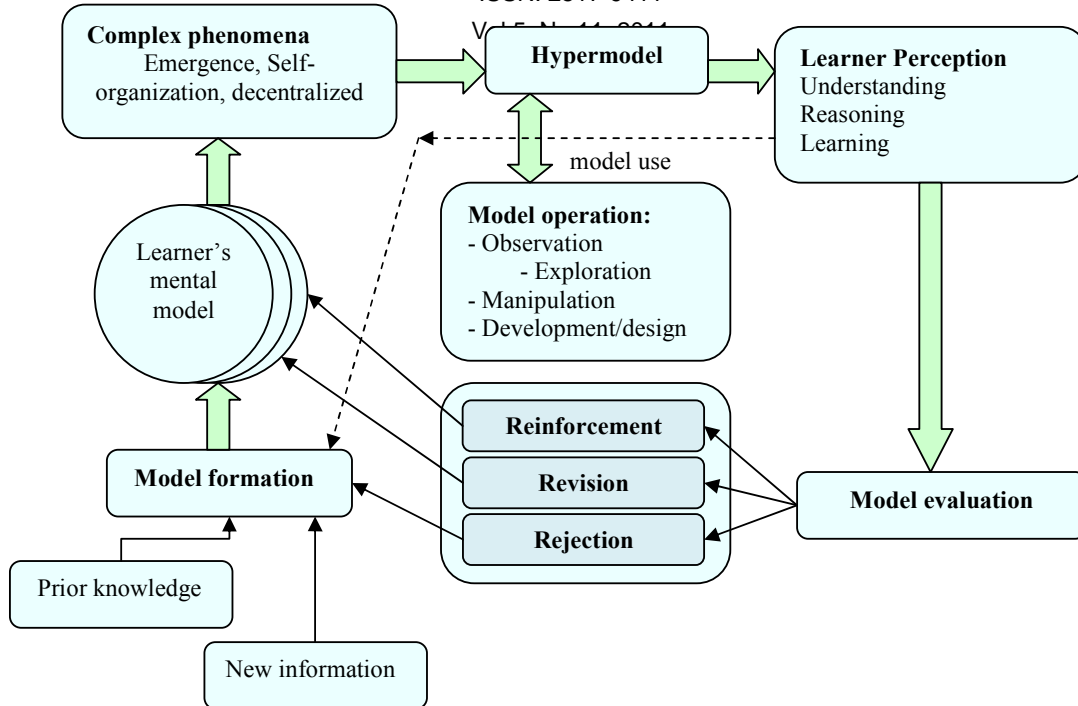 Complex phenomena
Emergence, Self-
organization, decentralized
Hypermodel
Learner Perception
Understanding
Reasoning
Learning
model use
Model operation:
- Observation
- Exploration
- Manipulation
- Development/design
Learner’s
mental
model
Reinforcement
Revision
Rejection
Model formation
Model evaluation
Prior knowledge
New information